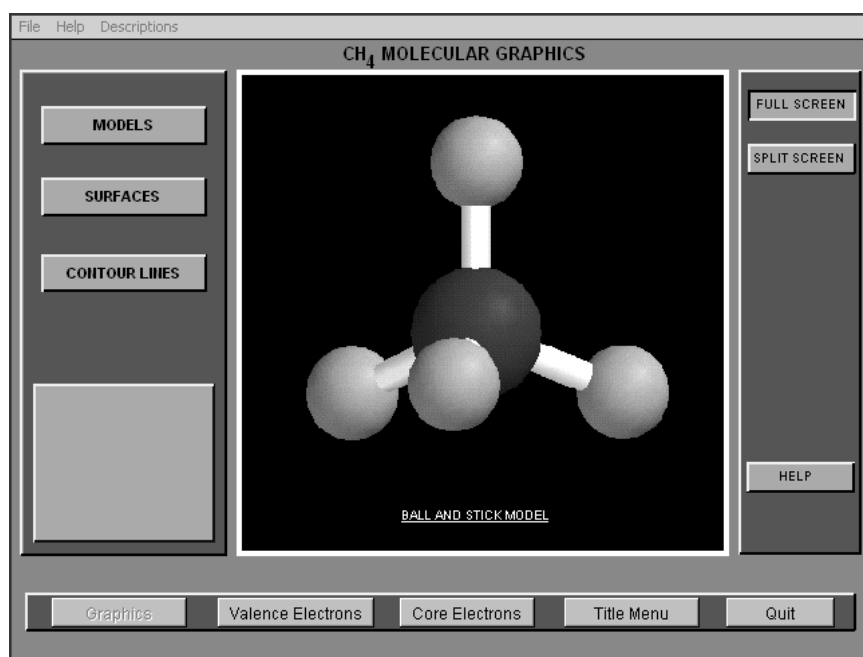 File Help Descriptions
CH4 MOLECULAR GRAPHICS
MODELS
SURFACES
CONTOUR LINES
BALL AND STICK MODEL
FULL SCREEN
SPLIT SCREEN
HELP
Graphics Valence Electrons Core Electrons Title Menu Quit